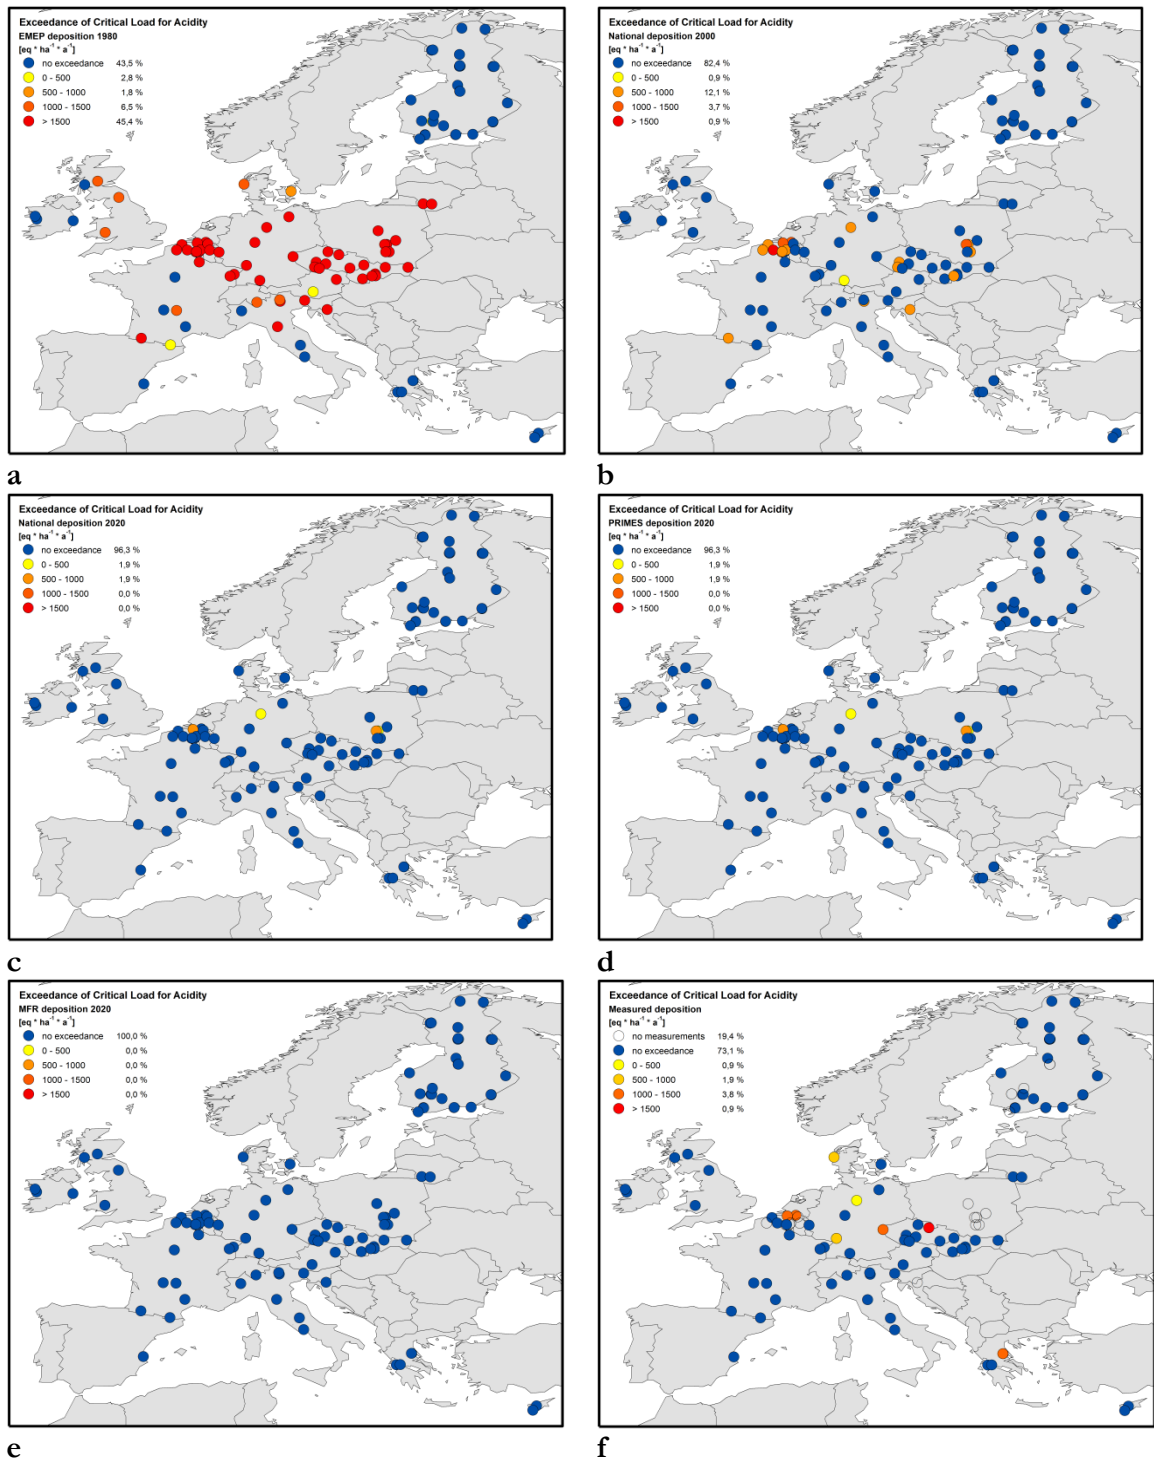 Exceedance of Critical Load for Acidity
EMEP deposition 1980
[eq * ha⁻¹ * a⁻¹]
no exceedance 43,5 %
0 - 500 2,8 %
500 - 1000 1,8 %
1000 - 1500 6,5 %
> 1500 45,4 %
a
Exceedance of Critical Load for Acidity
National deposition 2000
[eq * ha⁻¹ * a⁻¹]
no exceedance 82,4 %
0 - 500 0,9 %
500 - 1000 12,1 %
1000 - 1500 3,7 %
> 1500 0,9 %
b
Exceedance of Critical Load for Acidity
National deposition 2020
[eq * ha⁻¹ * a⁻¹]
no exceedance 96,3 %
0 - 500 1,9 %
500 - 1000 1,9 %
1000 - 1500 0,0 %
> 1500 0,0 %
c
Exceedance of Critical Load for Acidity
PRIMES deposition 2020
[eq * ha⁻¹ * a⁻¹]
no exceedance 96,3 %
0 - 500 1,9 %
500 - 1000 1,9 %
1000 - 1500 0,0 %
> 1500 0,0 %
d
Exceedance of Critical Load for Acidity
MFR deposition 2020
[eq * ha⁻¹ * a⁻¹]
no exceedance 100,0 %
0 - 500 0,0 %
500 - 1000 0,0 %
1000 - 1500 0,0 %
> 1500 0,0 %
e
Exceedance of Critical Load for Acidity
Measured deposition
[eq * ha⁻¹ * a⁻¹]
no measurements 19,4 %
no exceedance 73,1 %
0 - 500 0,9 %
500 - 1000 1,9 %
1000 - 1500 3,8 %
> 1500 0,9 %
f